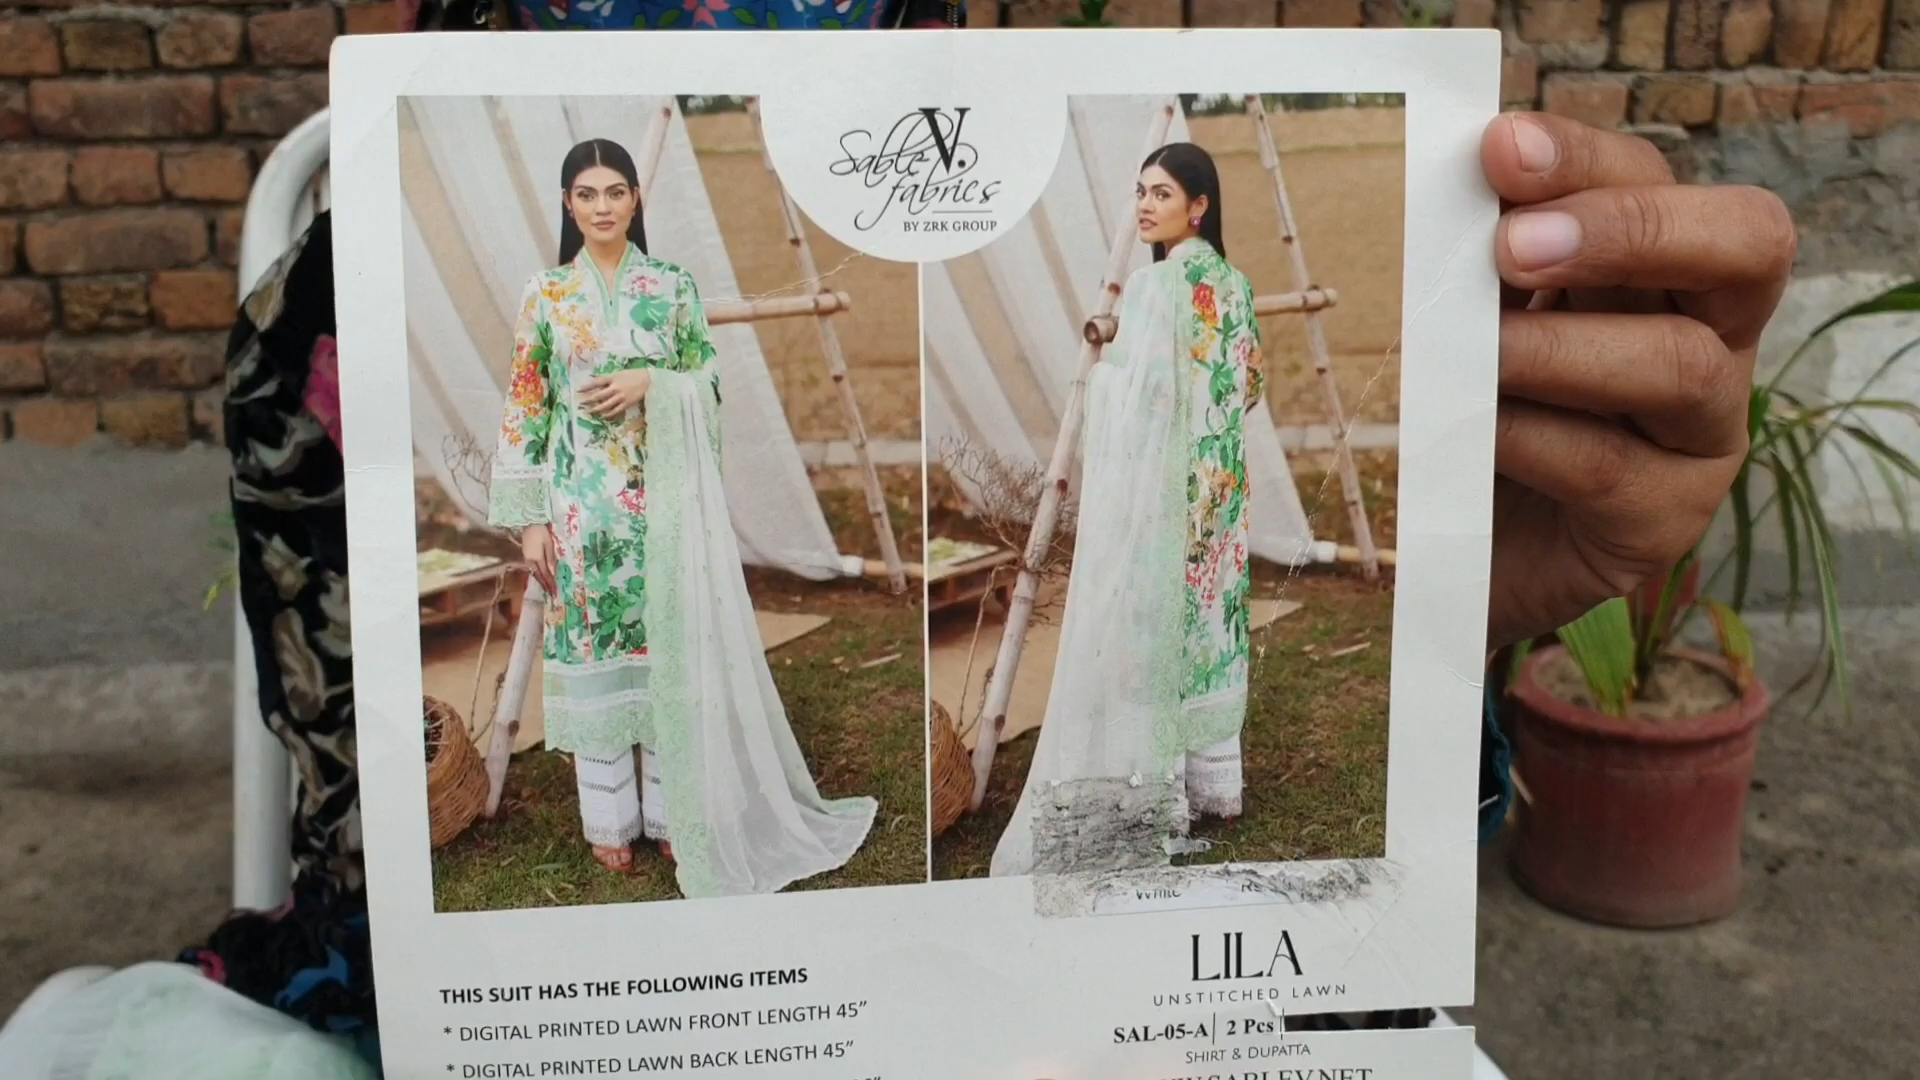 Sable V.
fabrics
BY ZRK GROUP
White
LILA
UNSTITCHED LAWN
SAL-05-A | 2 Pcs
SHIRT & DUPATTA
THIS SUIT HAS THE FOLLOWING ITEMS
* DIGITAL PRINTED LAWN FRONT LENGTH 45”
* DIGITAL PRINTED LAWN BACK LENGTH 45”